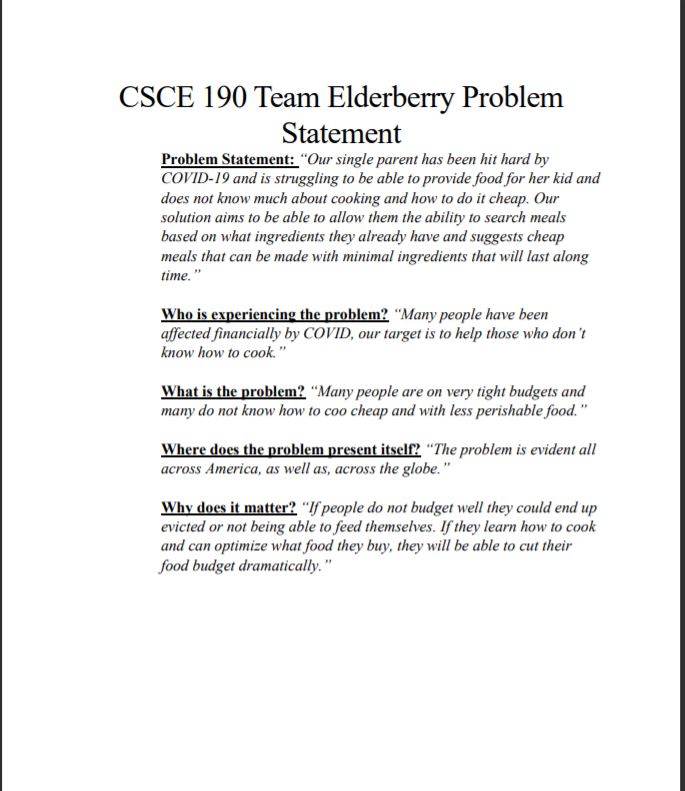 CSCE 190 Team Elderberry Problem
Statement
Problem Statement: “Our single parent has been hit hard by
COVID-19 and is struggling to be able to provide food for her kid and
does not know much about cooking and how to do it cheap. Our
solution aims to be able to allow them the ability to search meals
based on what ingredients they already have and suggests cheap
meals that can be made with minimal ingredients that will last along
time.”
Who is experiencing the problem? “Many people have been
affected financially by COVID, our target is to help those who don’t
know how to cook.”
What is the problem? “Many people are on very tight budgets and
many do not know how to coo cheap and with less perishable food.”
Where does the problem present itself? “The problem is evident all
across America, as well as, across the globe.”
Why does it matter? “If people do not budget well they could end up
evicted or not being able to feed themselves. If they learn how to cook
and can optimize what food they buy, they will be able to cut their
food budget dramatically.”